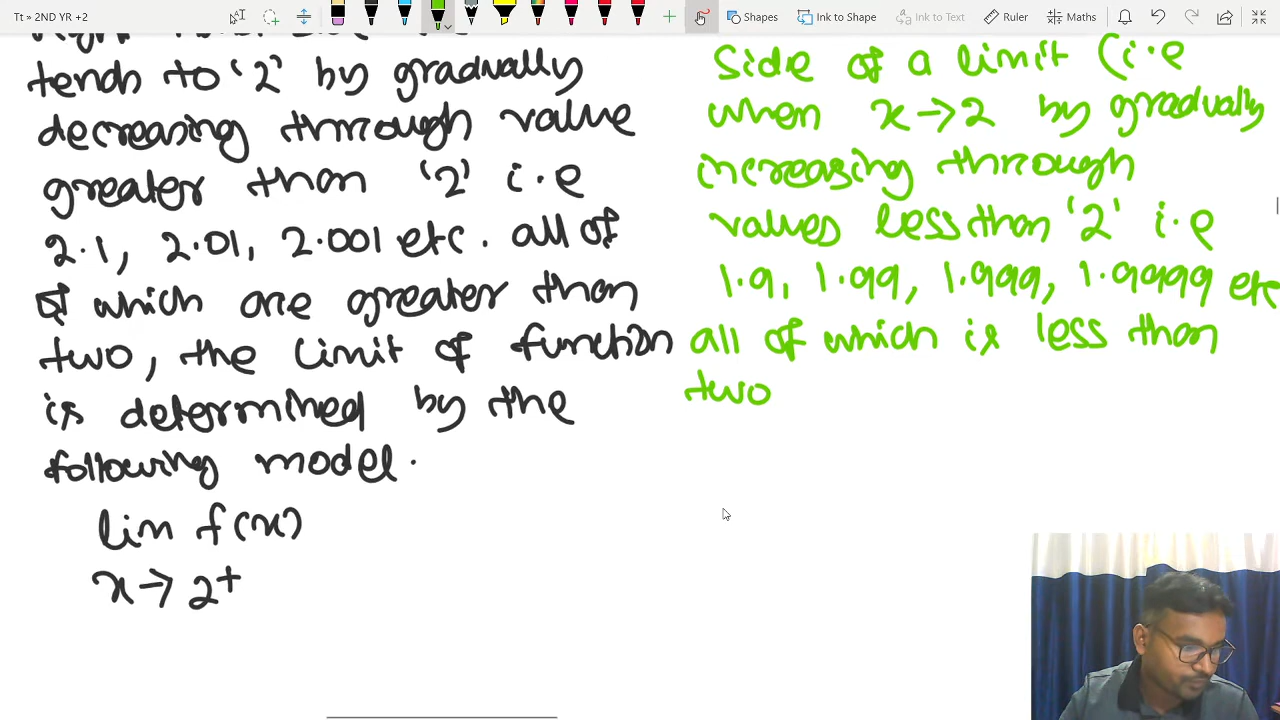 Tt » 2ND YR +2
Shapes
Ink to Shape
Ink to Text
Ruler
Maths
tends to '2' by gradually
decreasing through value
greater than '2' i.e
2.1, 2.01, 2.001 etc. all of
which are greater than
two, the limit of function
is determined by the
following model.
lim f(x)
x → 2+
Side of a limit (i.e
when x → 2 by gradually
increasing through
values less than '2' i.e
1.9, 1.99, 1.999, 1.9999 etc
all of which is less than
two